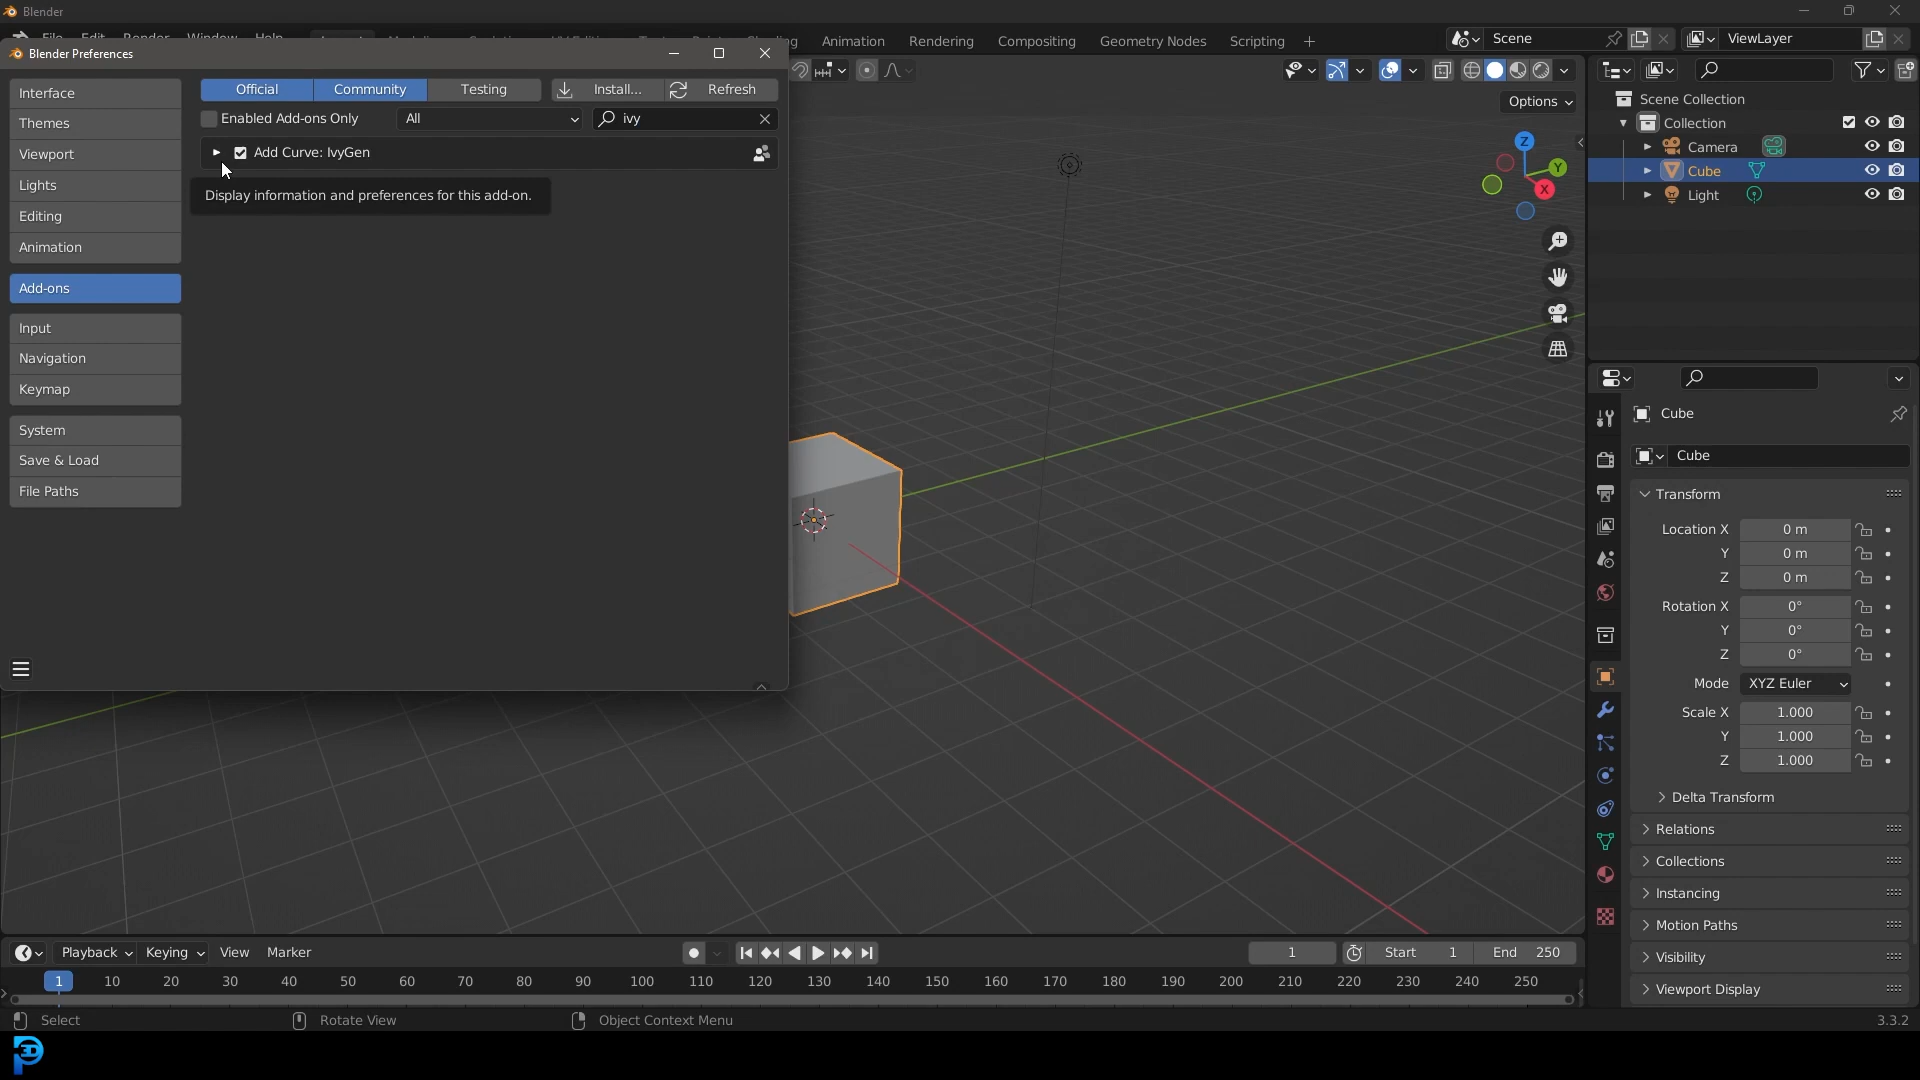 Blender
File Edit Render Window Help
Animation Rendering Compositing Geometry Nodes Scripting +
Scene
ViewLayer
Blender Preferences
Interface
Themes
Viewport
Lights
Editing
Animation
Add-ons
Input
Navigation
Keymap
System
Save & Load
File Paths
Official Community Testing Install... Refresh
Enabled Add-ons Only All ivy
Add Curve: IvyGen
Display information and preferences for this add-on.
Options
Z
Y
X
Scene Collection
Collection
Camera
Cube
Light
Cube
Cube
Transform
Location X 0 m
Y 0 m
Z 0 m
Rotation X 0°
Y 0°
Z 0°
Mode XYZ Euler
Scale X 1.000
Y 1.000
Z 1.000
Delta Transform
Relations
Collections
Instancing
Motion Paths
Visibility
Viewport Display
Playback Keying View Marker
1 Start 1 End 250
1 10 20 30 40 50 60 70 80 90 100 110 120 130 140 150 160 170 180 190 200 210 220 230 240 250
Select Rotate View Object Context Menu
3.3.2